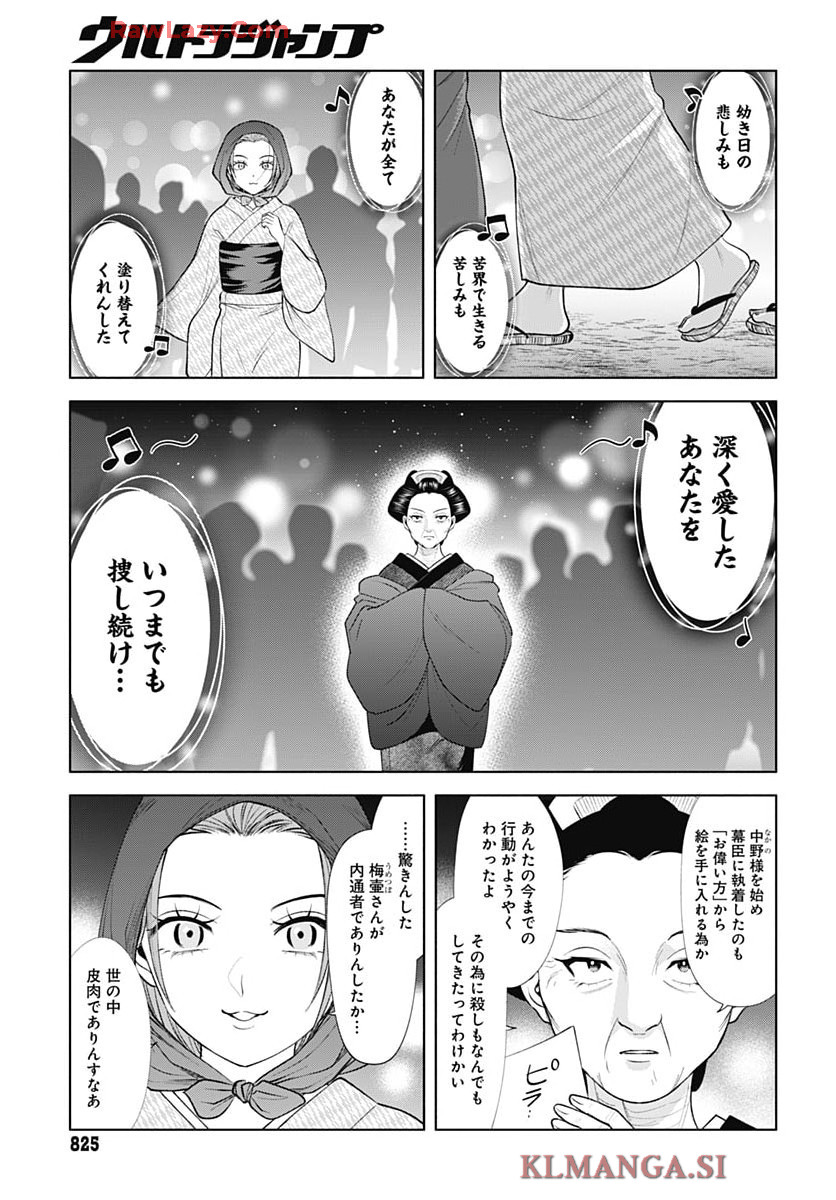 ウルトラジャンプ
RawLazy.Com
幼き日の
悲しみも
苦界で生きる
苦しみも
あなたが全て
塗り替えて
くれんした
深く愛した
あなたを
いつまでも
捜し続け…
中野様を始め
なかの
幕臣に執着したのも
「お偉い方」から
絵を手に入れる為か
あんたの今までの
行動がようやく
わかったよ
その為に殺しもなんでも
してきたってわけかい
ピラ…
……驚きんした
梅壷さんが
うめつぼ
内通者でありんしたか…
世の中
皮肉でありんすなあ
825
KLMANGA.SI